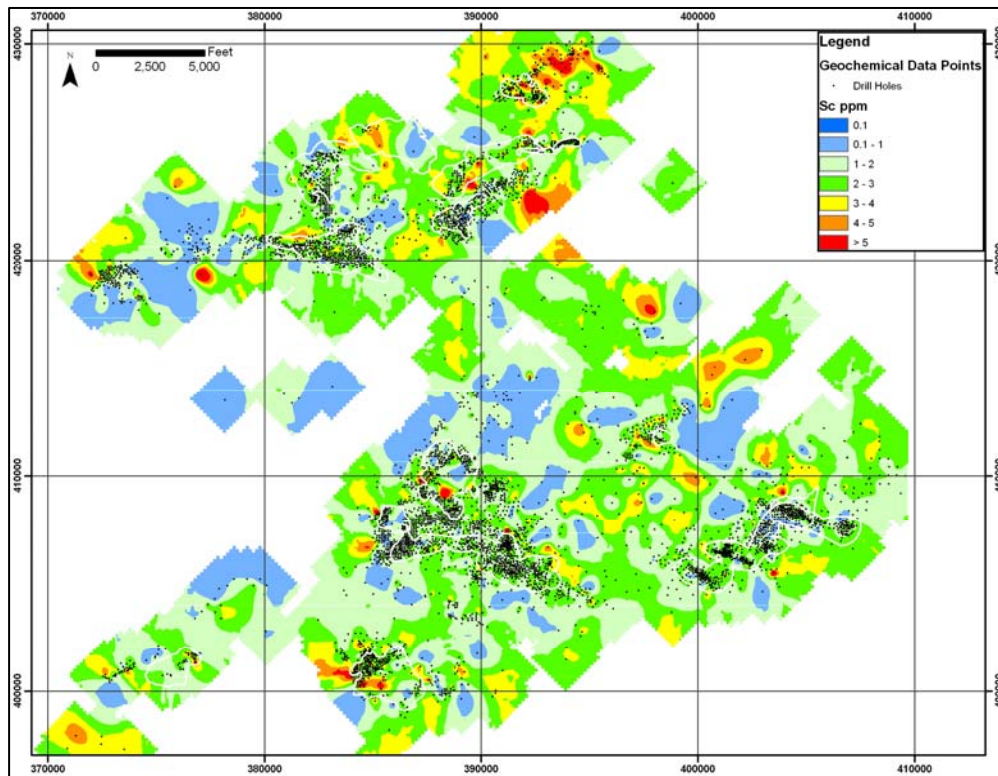 370000 380000 390000 400000 410000
430000
N
Feet
0 2,500 5,000
Legend
Geochemical Data Points
Drill Holes
Sc ppm
0.1
0.1 - 1
1 - 2
2 - 3
3 - 4
4 - 5
> 5
420000
410000 410000
400000 400000
370000 380000 390000 400000 410000